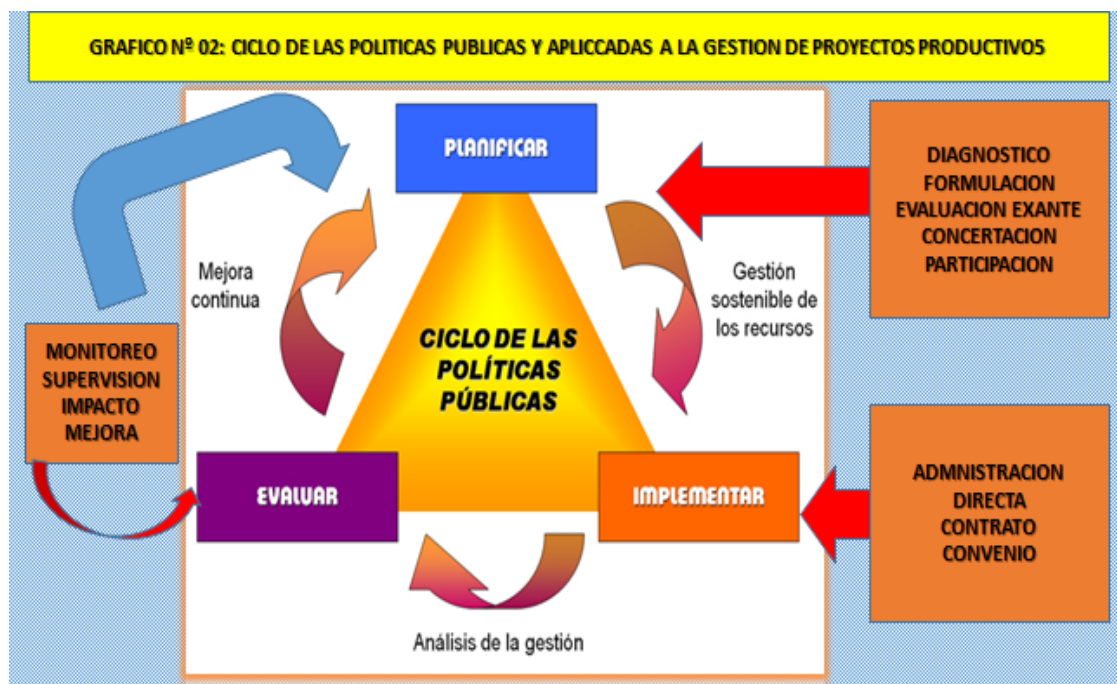 GRAFICO Nº 02: CICLO DE LAS POLITICAS PUBLICAS Y APLICCADAS A LA GESTION DE PROYECTOS PRODUCTIVO5
PLANIFICAR
DIAGNOSTICO
FORMULACION
EVALUACION EXANTE
CONCERTACION
PARTICIPACION
Mejora
continua
Gestión
sostenible de
los recursos
CICLO DE LAS
POLÍTICAS
PÚBLICAS
MONITOREO
SUPERVISION
IMPACTO
MEJORA
EVALUAR
IMPLEMENTAR
ADMNISTRACION
DIRECTA
CONTRATO
CONVENIO
Análisis de la gestión